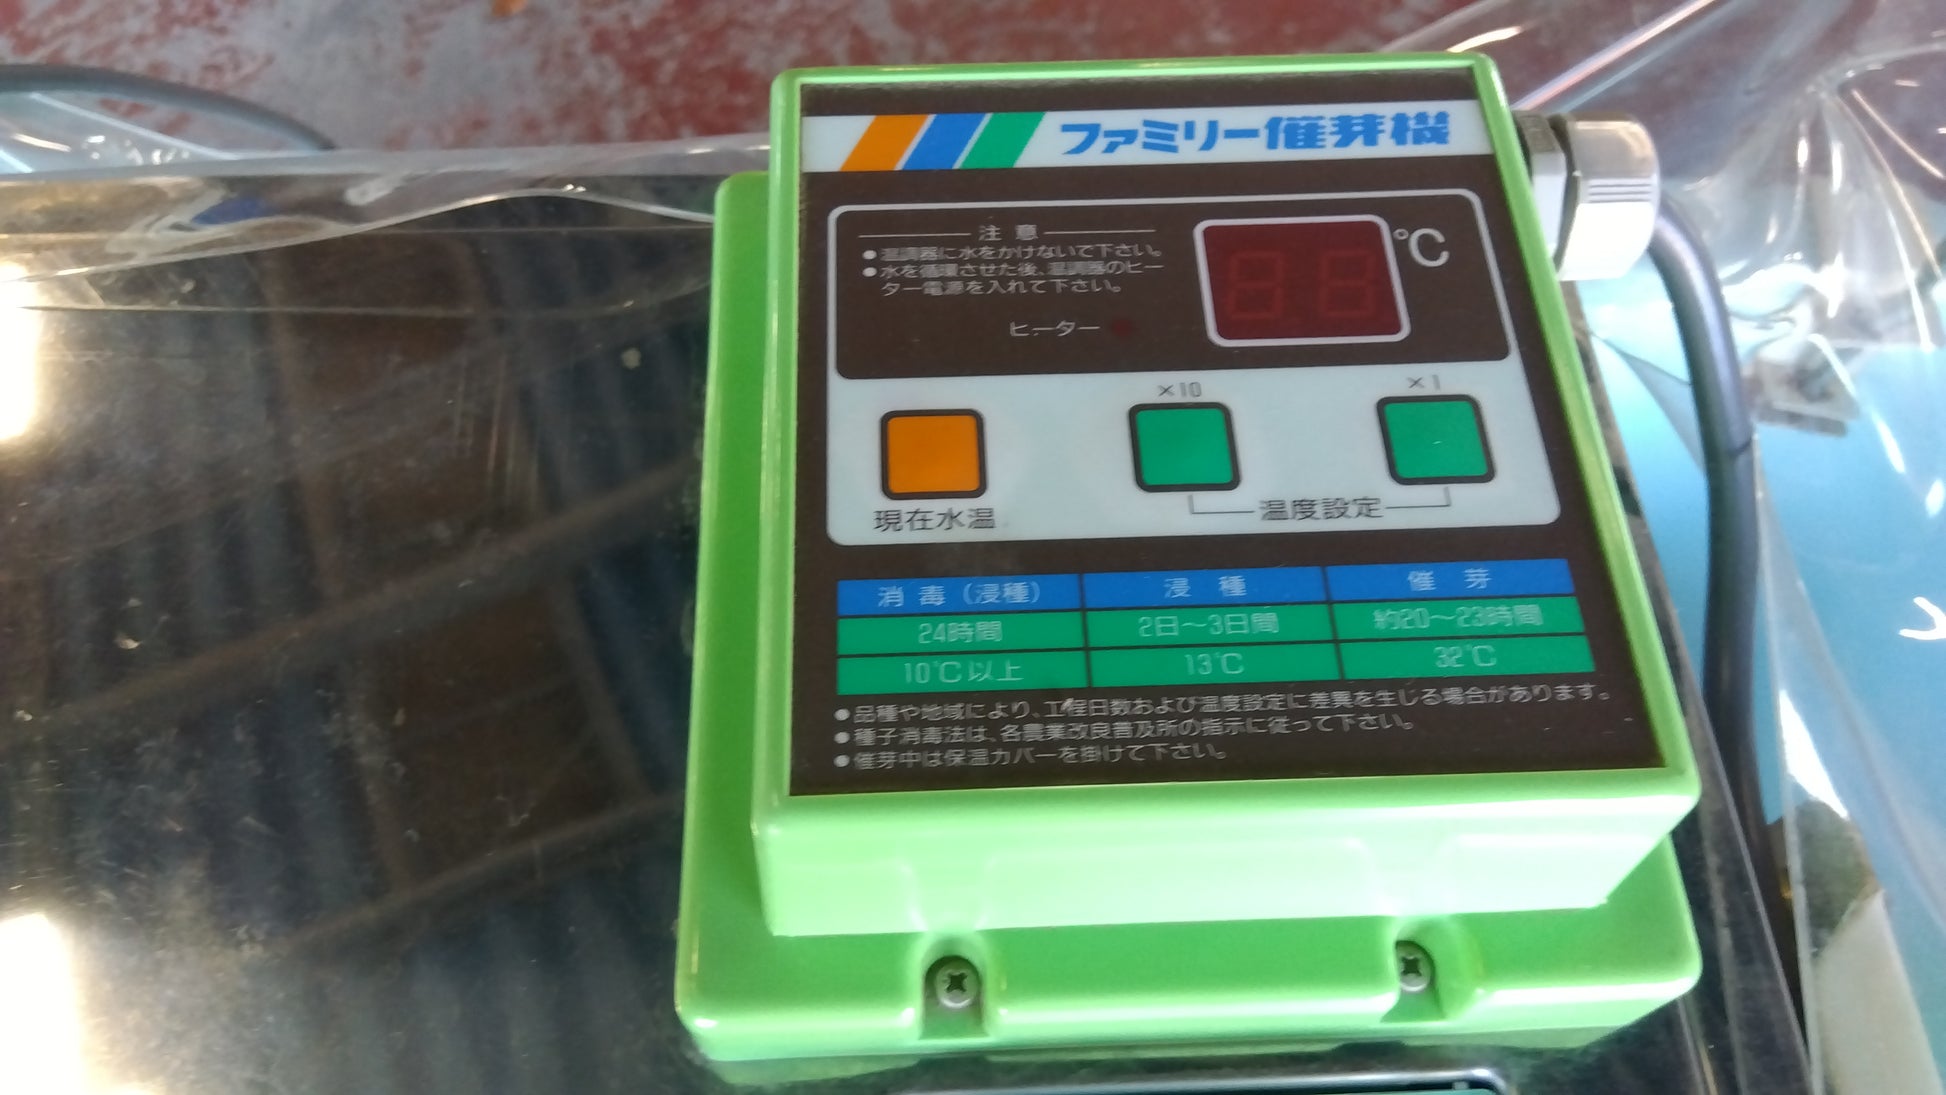 ファミリー催芽機
注意
●温調器に水をかけないで下さい。
●水を循環させた後、温調器のヒー
ター電源を入れて下さい。
℃
ヒーター
×10
×1
現在水温
温度設定
消毒(浸種) 浸種 催芽
24時間 2日～3日間 約20～23時間
10℃以上 13℃ 32℃
●品種や地域により、工程日数および温度設定に差異を生じる場合があります。
●種子消毒法は、各農業改良普及所の指示に従って下さい。
●催芽中は保温カバーを掛けて下さい。